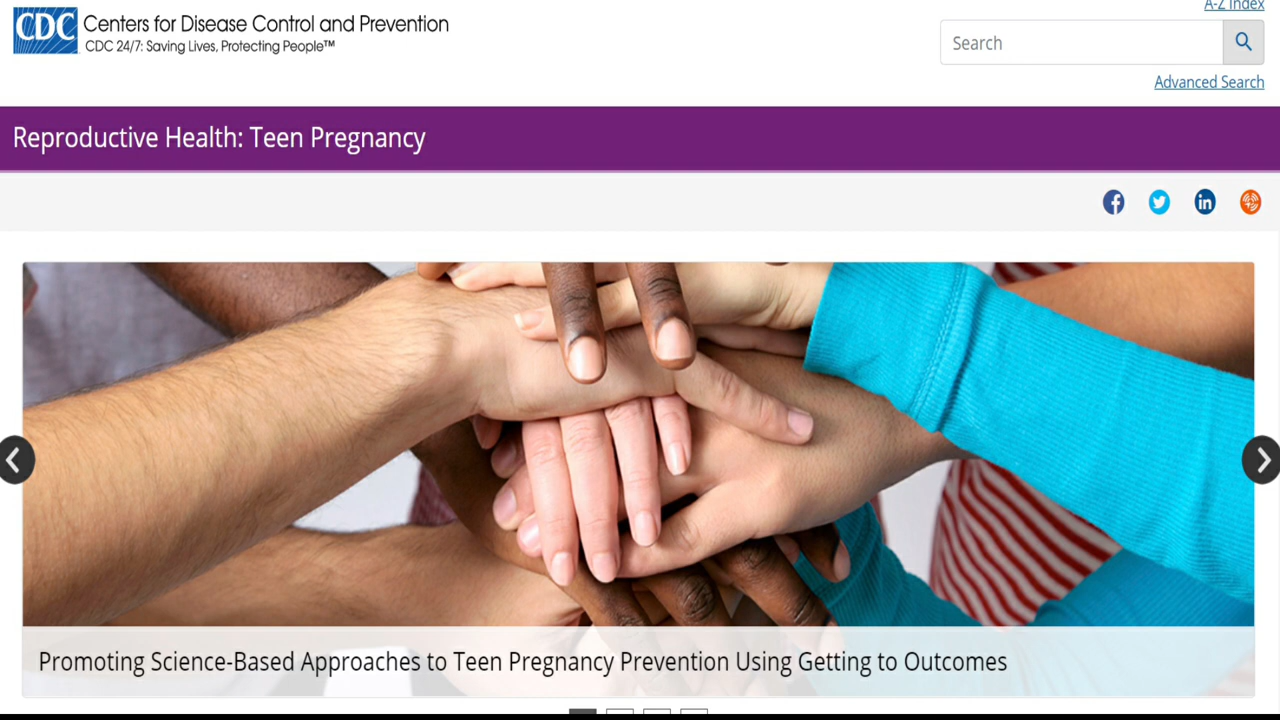 A-Z Index
CDC Centers for Disease Control and Prevention
CDC 24/7: Saving Lives, Protecting People™
Search
Advanced Search
Reproductive Health: Teen Pregnancy
f in
Promoting Science-Based Approaches to Teen Pregnancy Prevention Using Getting to Outcomes